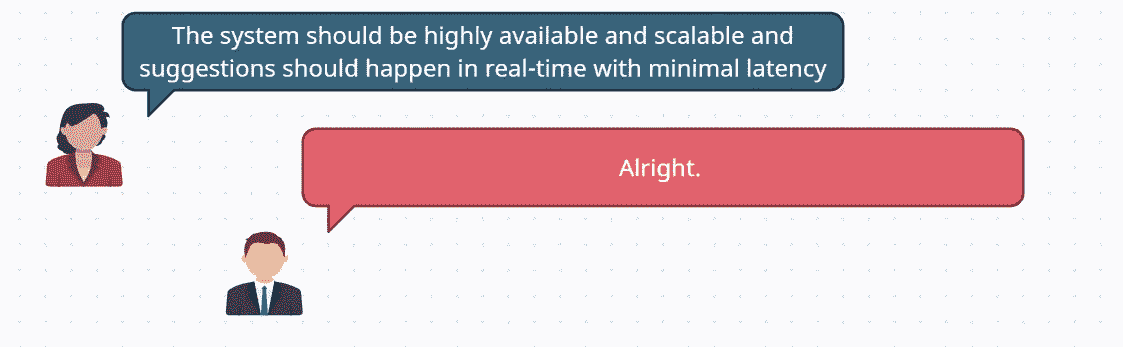 The system should be highly available and scalable and
suggestions should happen in real-time with minimal latency
Alright.